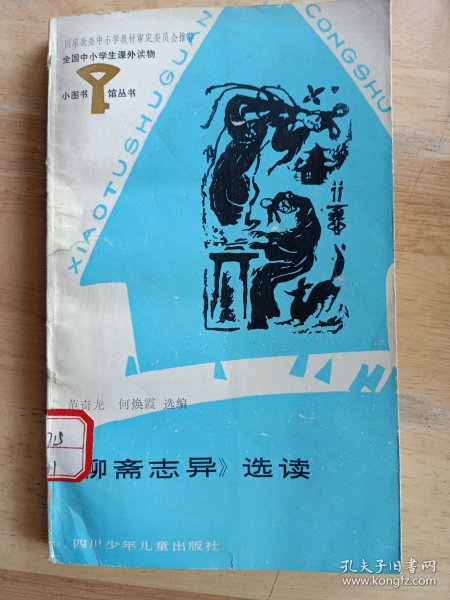 国家教委中小学教材审定委员会推荐
全国中小学生课外读物
小图书馆丛书
XIAOTUSHUGUAN
CONGSHU
范奇龙 何焕霞 选编
聊斋志异》选读
四川少年儿童出版社
孔夫子旧书网
www.kongfz.com